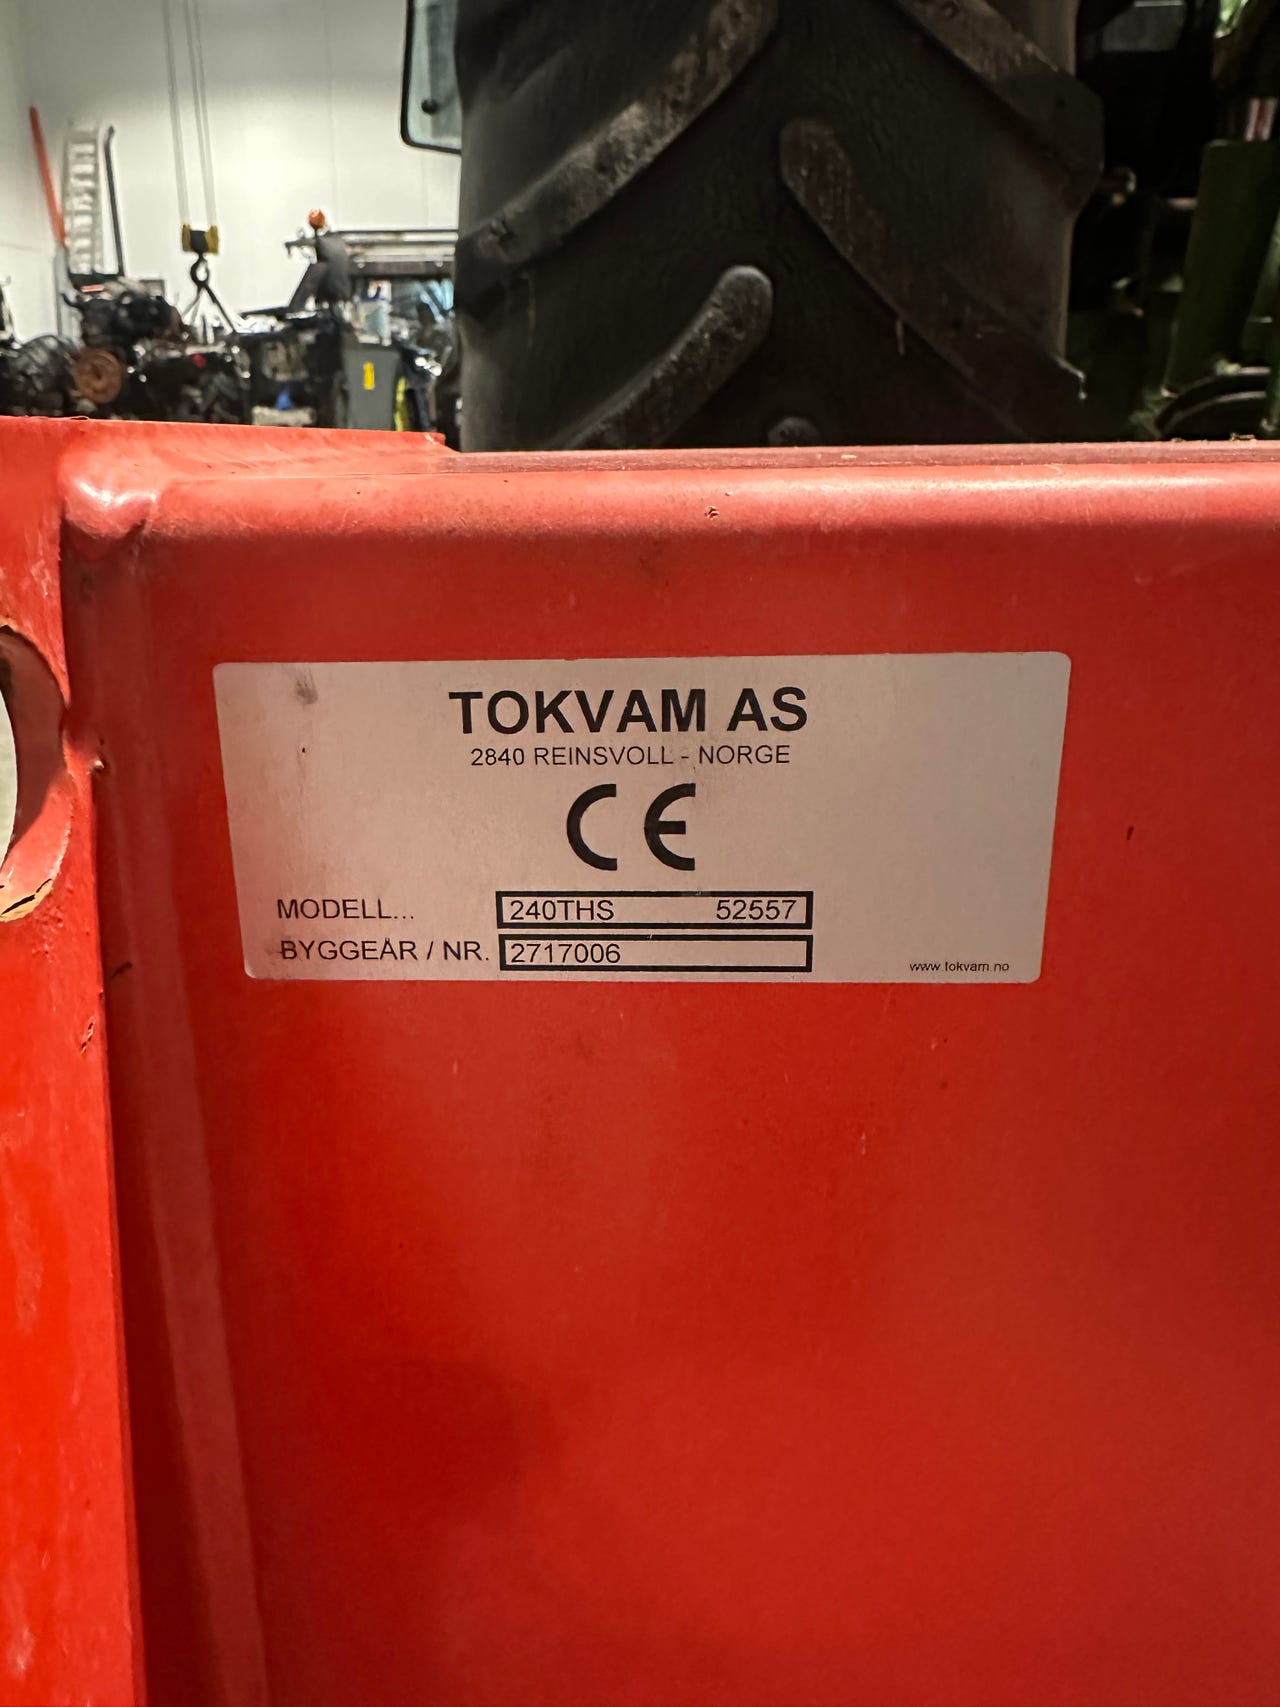 TOKVAM AS
2840 REINSVOLL - NORGE
CE
MODELL... 240THS 52557
BYGGEÅR / NR. 2717006
www.tokvam.no